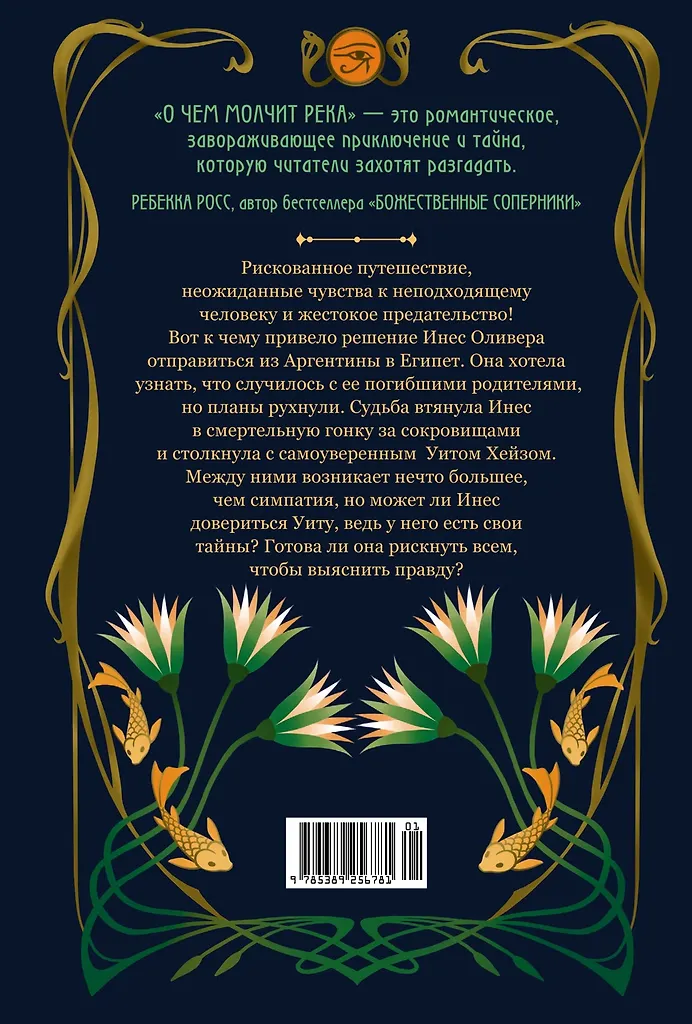 «О ЧЕМ МОЛЧИТ РЕКА» — это романтическое,
завораживающее приключение и тайна,
которую читатели захотят разгадать.
РЕБЕККА РОСС, автор бестселлера «БОЖЕСТВЕННЫЕ СОПЕРНИКИ»
Рискованное путешествие,
неожиданные чувства к неподходящему
человеку и жестокое предательство!
Вот к чему привело решение Инес Оливера
отправиться из Аргентины в Египет. Она хотела
узнать, что случилось с ее погибшими родителями,
но планы рухнули. Судьба втянула Инес
в смертельную гонку за сокровищами
и столкнула с самоуверенным Уитом Хейзом.
Между ними возникает нечто большее,
чем симпатия, но может ли Инес
довериться Уиту, ведь у него есть свои
тайны? Готова ли она рискнуть всем,
чтобы выяснить правду?
01
9 785389 256781